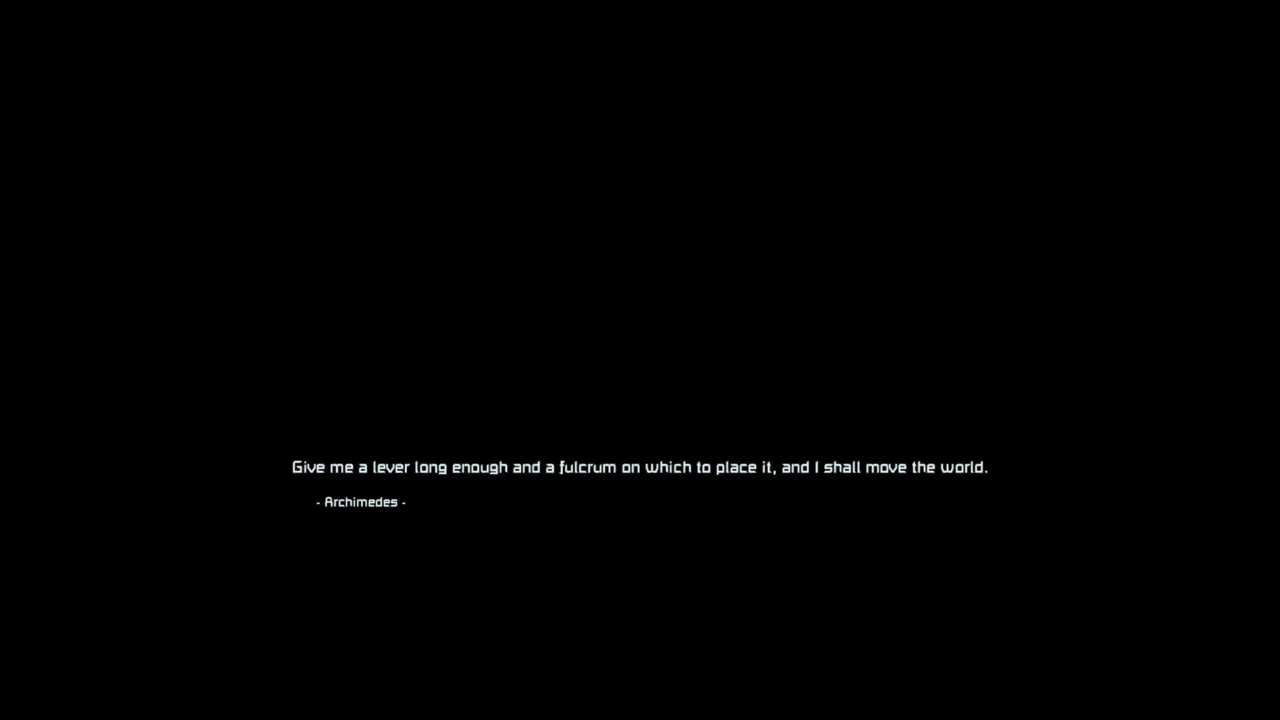 Give me a lever long enough and a fulcrum on which to place it, and I shall move the world.
- Archimedes -